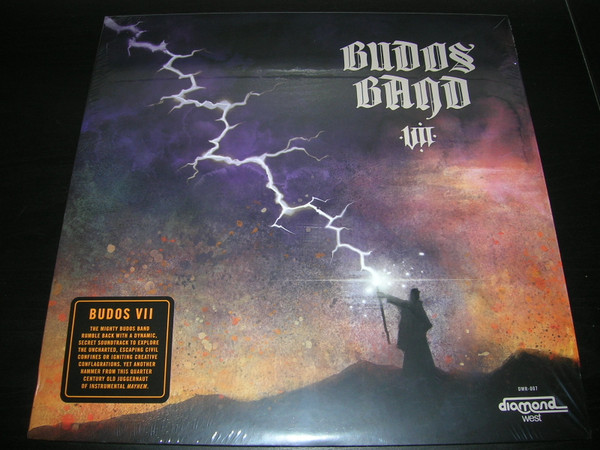 BUDOS
BAND
·VII·
BUDOS VII
THE MIGHTY BUDOS BAND
RUMBLE BACK WITH A DYNAMIC,
SECRET SOUNDTRACK TO EXPLORE
THE UNCHARTED, ESCAPING CIVIL
CONFINES OR IGNITING CREATIVE
CONFLAGRATIONS. YET ANOTHER
HAMMER FROM THIS QUARTER
CENTURY OLD JUGGERNAUT
OF INSTRUMENTAL MAYHEM.
DWR-007
diamond
west